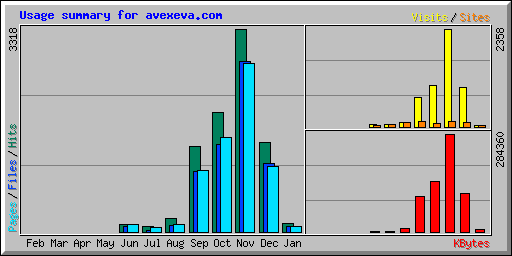 Usage summary for avexeva.com
Visits/Sites
3318
2358
Pages/Files/Hits
284360
Feb Mar Apr May Jun Jul Aug Sep Oct Nov Dec Jan
KBytes